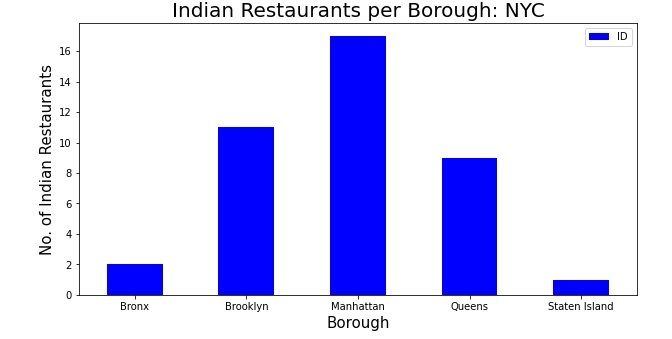 Indian Restaurants per Borough: NYC
ID
No. of Indian Restaurants
16
14
12
10
8
6
4
2
0
Bronx Brooklyn Manhattan Queens Staten Island
Borough